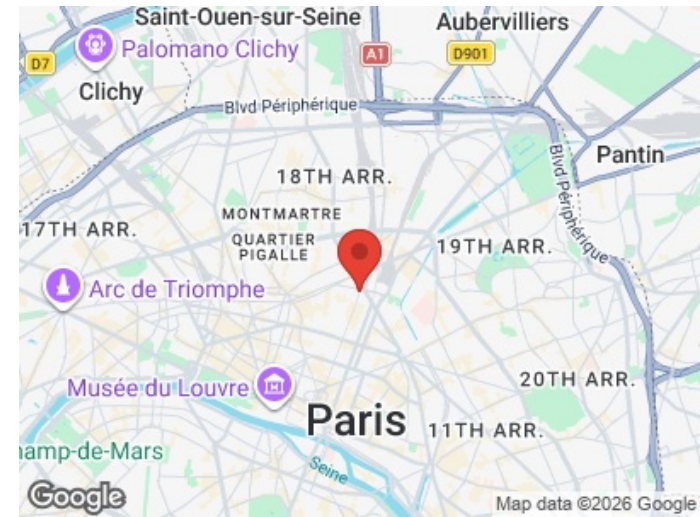 Saint-Ouen-sur-Seine
Aubervilliers
Palomano Clichy
A1
D901
D7
Clichy
Blvd Périphérique
Pantin
Blvd Périphérique
18TH ARR.
MONTMARTRE
17TH ARR.
QUARTIER
PIGALLE
19TH ARR.
Arc de Triomphe
Musée du Louvre
20TH ARR.
Paris
11TH ARR.
hamp-de-Mars
Seine
Google
Map data ©2026 Google